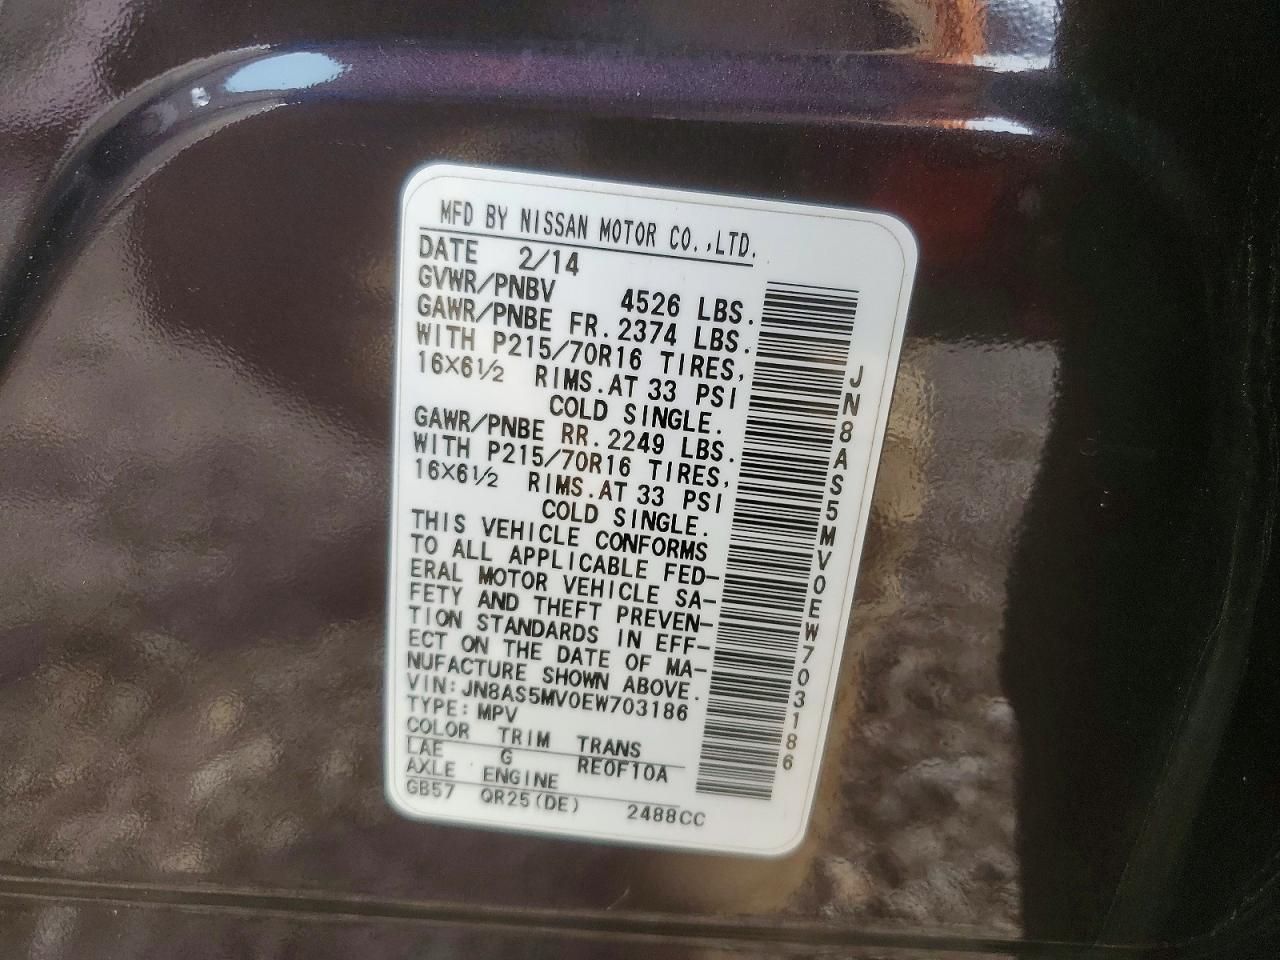 MFD BY NISSAN MOTOR CO.,LTD.
DATE 2/14
GVWR/PNBV 4526 LBS.
GAWR/PNBE FR. 2374 LBS.
WITH P215/70R16 TIRES,
16×6½ RIMS.AT 33 PSI
COLD SINGLE.
GAWR/PNBE RR. 2249 LBS.
WITH P215/70R16 TIRES,
16×6½ RIMS.AT 33 PSI
COLD SINGLE.
THIS VEHICLE CONFORMS
TO ALL APPLICABLE FED-
ERAL MOTOR VEHICLE SA-
FETY AND THEFT PREVEN-
TION STANDARDS IN EFF-
ECT ON THE DATE OF MA-
NUFACTURE SHOWN ABOVE.
VIN:JN8AS5MV0EW703186
TYPE:MPV
COLOR TRIM TRANS
LAE G RE0F10A
AXLE ENGINE
GB57 QR25(DE) 2488CC
JN8AS5MV0EW703186